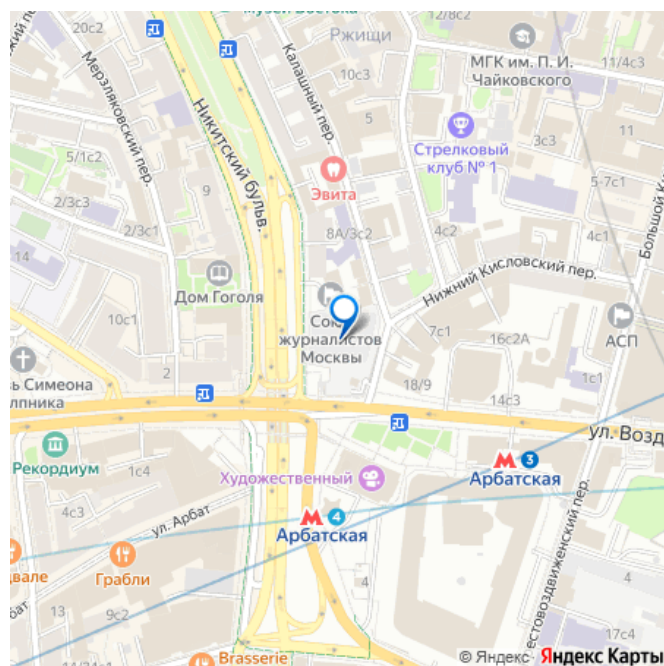 20с2
Ржищи
12/8с2
МГК им. П. И.
Чайковского
11/4с3
Мерзляковский пер.
Калашный пер.
10с3
5
3с3
11
Стрелковый
клуб № 1
5/1с2
Никитский бульв.
Эвита
5-7с1
2/3с3
9
2/3с1
8А/3с2
4с2
4с1
14
Дом Гоголя
Нижний Кисловский пер.
10с1
журналистов
Москвы
7с1
16с2А
АСП
1с1
Симеона
2
18/9
14с3
Рекордиум
1с4
Художественный
3
Арбатская
4с3
ул. Арбат
4
Арбатская
Грабли
4
13
9с2
17с4
Brasserie
© Яндекс
Яндекс Карты